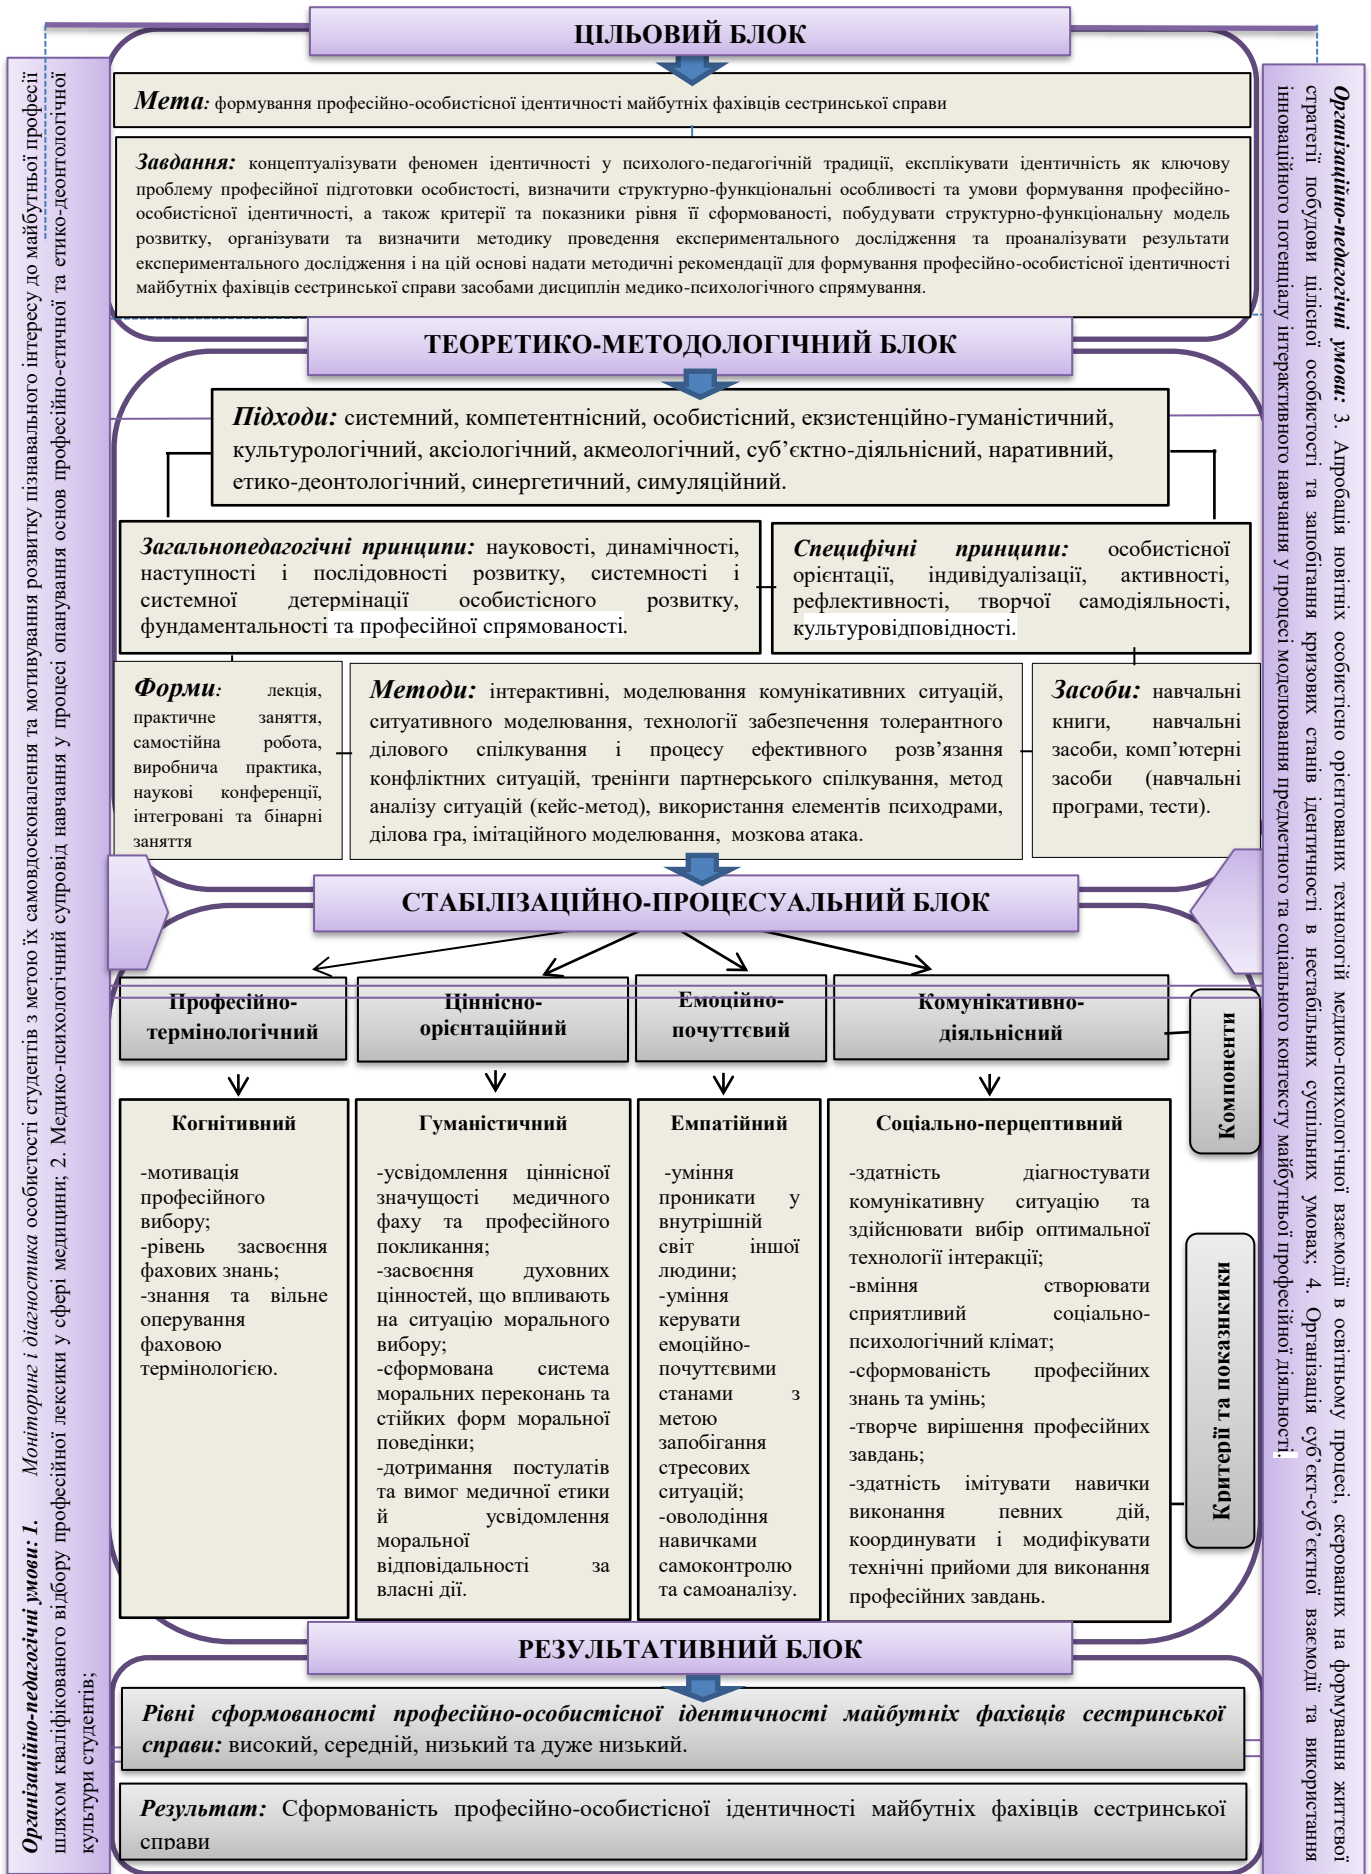 ЦІЛЬОВИЙ БЛОК
Мета: формування професійно-особистісної ідентичності майбутніх фахівців сестринської справи
Завдання: концептуалізувати феномен ідентичності у психолого-педагогічній традиції, експлікувати ідентичність як ключову
проблему професійної підготовки особистості, визначити структурно-функціональні особливості та умови формування професійно-
особистісної ідентичності, а також критерії та показники рівня її сформованості, побудувати структурно-функціональну модель
розвитку, організувати та визначити методику проведення експериментального дослідження та проаналізувати результати
експериментального дослідження і на цій основі надати методичні рекомендації для формування професійно-особистісної ідентичності
майбутніх фахівців сестринської справи засобами дисциплін медико-психологічного спрямування.
ТЕОРЕТИКО-МЕТОДОЛОГІЧНИЙ БЛОК
Підходи: системний, компетентнісний, особистісний, екзистенційно-гуманістичний,
культурологічний, аксіологічний, акмеологічний, суб’єктно-діяльнісний, наративний,
етико-деонтологічний, синергетичний, симуляційний.
Загальнопедагогічні принципи: науковості, динамічності,
наступності і послідовності розвитку, системності і
системної детермінації особистісного розвитку,
фундаментальності та професійної спрямованості.
Специфічні принципи: особистісної
орієнтації, індивідуалізації, активності,
рефлективності, творчої самодіяльності,
культуровідповідності.
Форми: лекція,
практичне заняття,
самостійна робота,
виробнича практика,
наукові конференції,
інтегровані та бінарні
заняття
Методи: інтерактивні, моделювання комунікативних ситуацій,
ситуативного моделювання, технології забезпечення толерантного
ділового спілкування і процесу ефективного розв’язання
конфліктних ситуацій, тренінги партнерського спілкування, метод
аналізу ситуацій (кейс-метод), використання елементів психодрами,
ділова гра, імітаційного моделювання, мозкова атака.
Засоби: навчальні
книги, навчальні
засоби, комп’ютерні
засоби (навчальні
програми, тести).
СТАБІЛІЗАЦІЙНО-ПРОЦЕСУАЛЬНИЙ БЛОК
Професійно-
термінологічний
Ціннісно-
орієнтаційний
Емоційно-
почуттєвий
Комунікативно-
діяльнісний
Компоненти
Когнітивний
-мотивація
професійного
вибору;
-рівень засвоєння
фахових знань;
-знання та вільне
оперування
фаховою
термінологією.
Гуманістичний
-усвідомлення ціннісної
значущості медичного
фаху та професійного
покликання;
-засвоєння духовних
цінностей, що впливають
на ситуацію морального
вибору;
-сформована система
моральних переконань та
стійких форм моральної
поведінки;
-дотримання постулатів
та вимог медичної етики
й усвідомлення
моральної
відповідальності за
власні дії.
Емпатійний
-уміння
проникати у
внутрішній
світ іншої
людини;
-уміння
керувати
емоційно-
почуттєвими
станами з
метою
запобігання
стресових
ситуацій;
-оволодіння
навичками
самоконтролю
та самоаналізу.
Соціально-перцептивний
-здатність діагностувати
комунікативну ситуацію та
здійснювати вибір оптимальної
технології інтеракції;
-вміння створювати
сприятливий соціально-
психологічний клімат;
-сформованість професійних
знань та умінь;
-творче вирішення професійних
завдань;
-здатність імітувати навички
виконання певних дій,
координувати і модифікувати
технічні прийоми для виконання
професійних завдань.
Критерії та показники
РЕЗУЛЬТАТИВНИЙ БЛОК
Рівні сформованості професійно-особистісної ідентичності майбутніх фахівців сестринської
справи: високий, середній, низький та дуже низький.
Результат: Сформованість професійно-особистісної ідентичності майбутніх фахівців сестринської
справи
Організаційно-педагогічні умови: 1. Моніторинг і діагностика особистості студентів з метою їх самовдосконалення та мотивування розвитку пізнавального інтересу до майбутньої професії
шляхом кваліфікованого відбору професійної лексики у сфері медицини; 2. Медико-психологічний супровід навчання у процесі опанування основ професійно-етичної та етико-деонтологічної
культури студентів;
Організаційно-педагогічні умови: 3. Апробація новітніх особистісно орієнтованих технологій медико-психологічної взаємодії в освітньому процесі, скерованих на формування життєвої
стратегії побудови цілісної особистості та запобігання кризових станів ідентичності в нестабільних суспільних умовах; 4. Організація суб’єкт-суб’єктної взаємодії та використання
інноваційного потенціалу інтерактивного навчання у процесі моделювання предметного та соціального контексту майбутньої професійної діяльності.